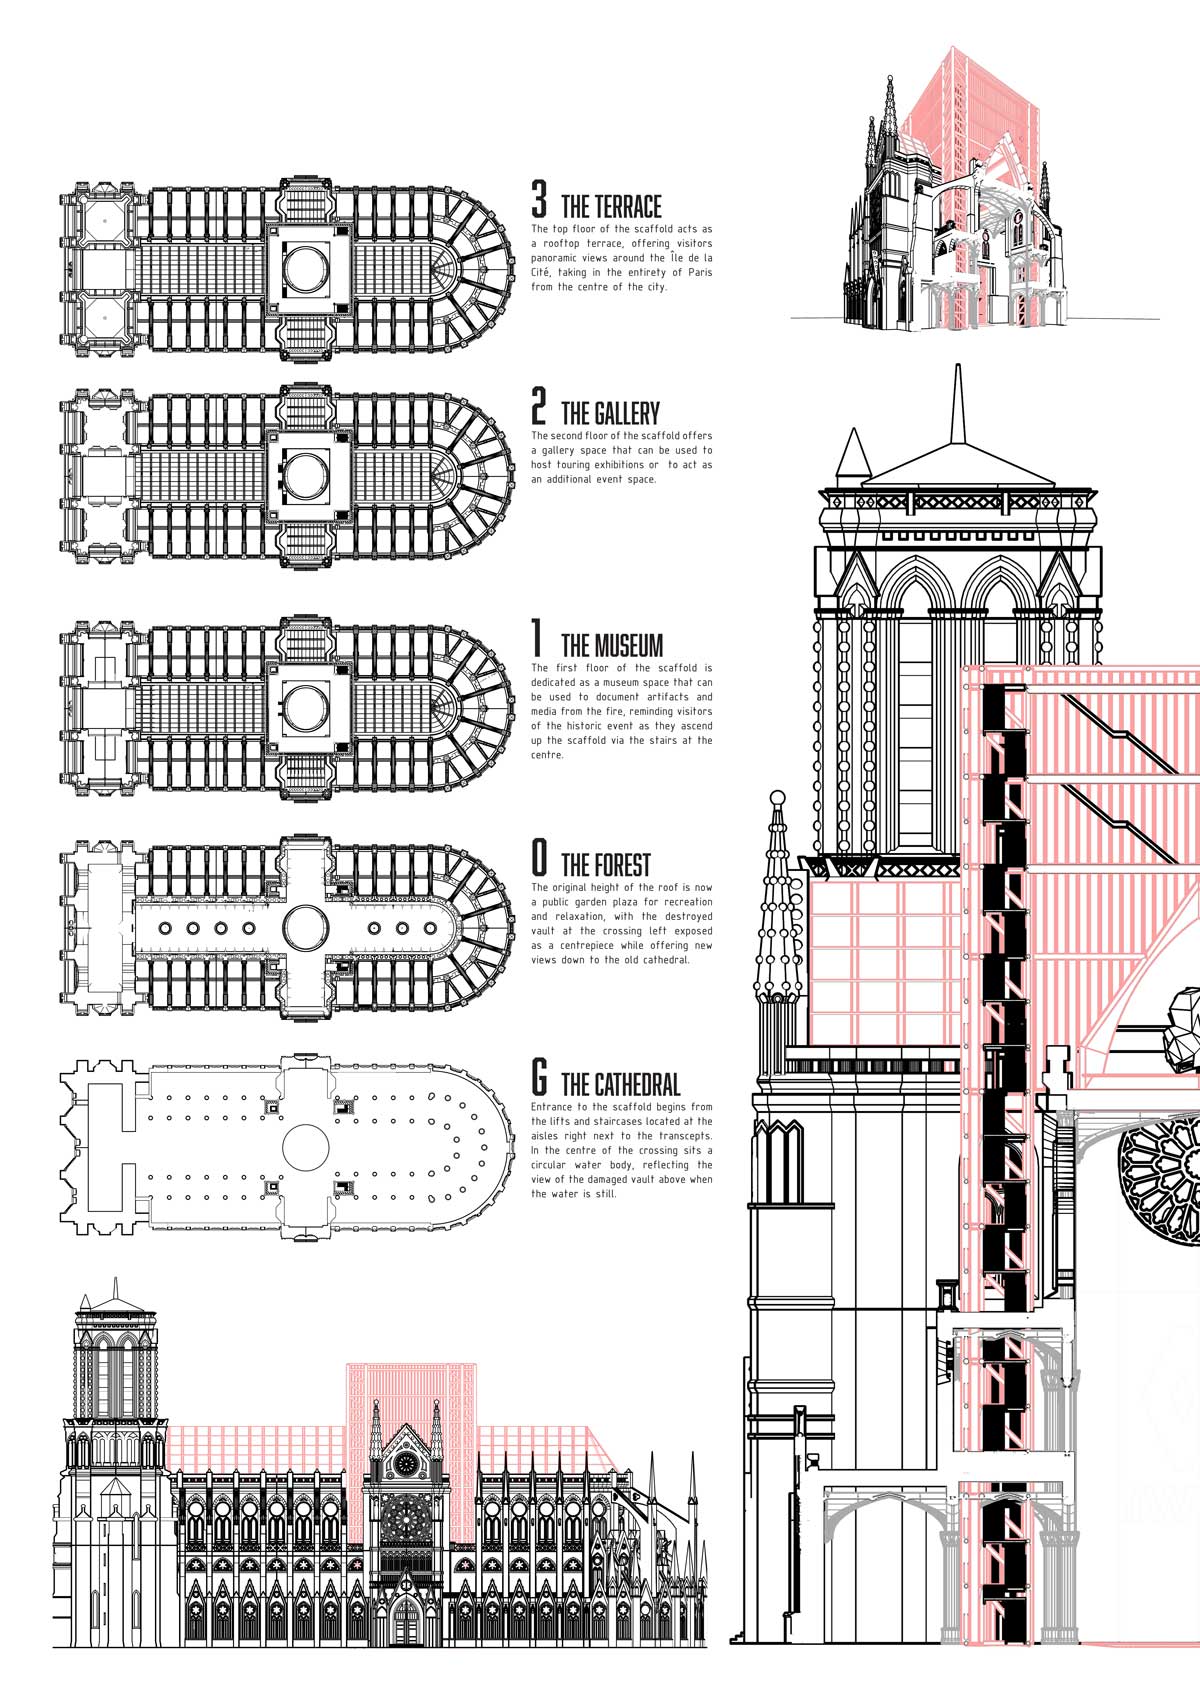 3 THE TERRACE
The top floor of the scaffold acts as
a rooftop terrace, offering visitors
panoramic views around the Île de la
Cité, taking in the entirety of Paris
from the centre of the city.
2 THE GALLERY
The second floor of the scaffold offers
a gallery space that can be used to
host touring exhibitions or to act as
an additional event space.
1 THE MUSEUM
The first floor of the scaffold is
dedicated as a museum space that can
be used to document artifacts and
media from the fire, reminding visitors
of the historic event as they ascend
up the scaffold via the stairs at the
centre.
0 THE FOREST
The original height of the roof is now
a public garden plaza for recreation
and relaxation, with the destroyed
vault at the crossing left exposed
as a centrepiece while offering new
views down to the old cathedral.
G THE CATHEDRAL
Entrance to the scaffold begins from
the lifts and staircases located at the
aisles right next to the transcepts.
In the centre of the crossing sits a
circular water body, reflecting the
view of the damaged vault above when
the water is still.